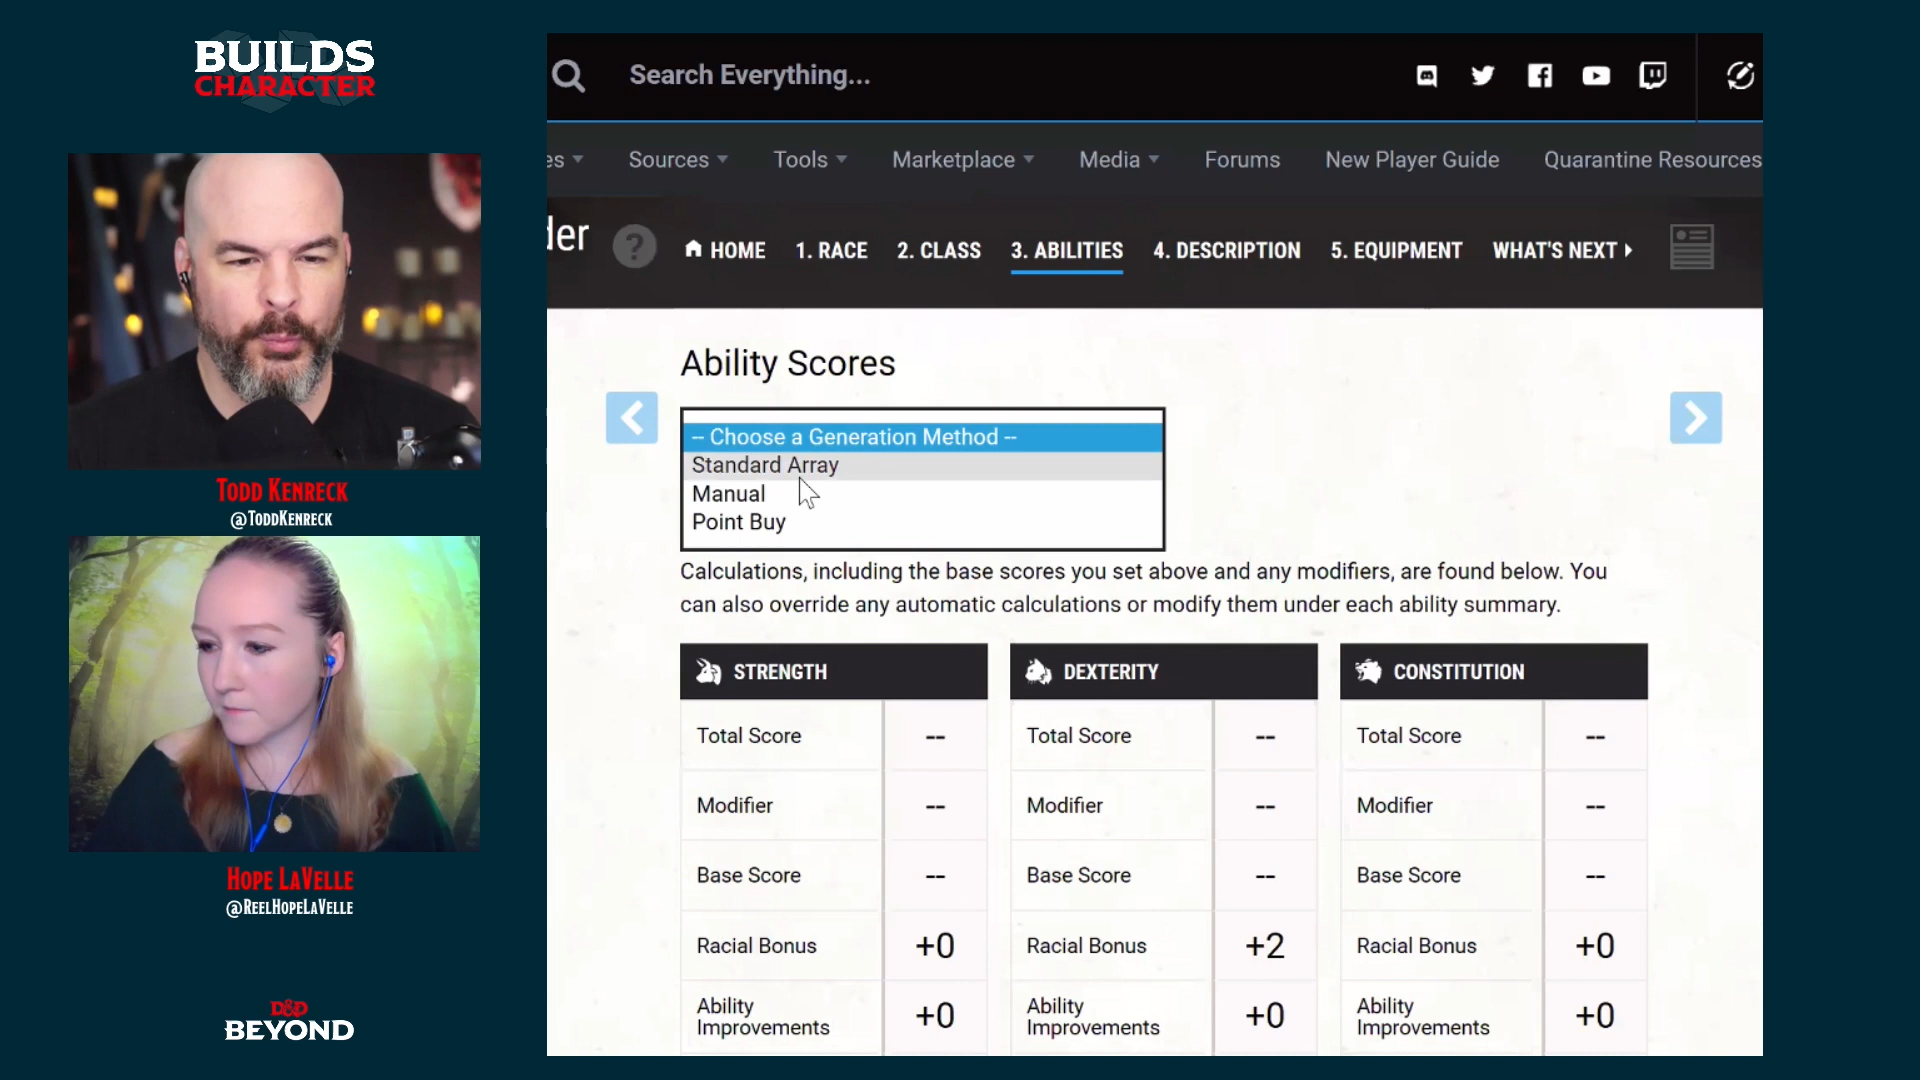 BUILDS
CHARACTER
TODD KENRECK
@TODDKENRECK
HOPE LAVELLE
@REELHOPELAVELLE
D&D
BEYOND
Search Everything...
es Sources Tools Marketplace Media Forums New Player Guide Quarantine Resources
der ? HOME 1. RACE 2. CLASS 3. ABILITIES 4. DESCRIPTION 5. EQUIPMENT WHAT'S NEXT
Ability Scores
-- Choose a Generation Method --
Standard Array
Manual
Point Buy
Calculations, including the base scores you set above and any modifiers, are found below. You
can also override any automatic calculations or modify them under each ability summary.
STRENGTH DEXTERITY CONSTITUTION
Total Score -- Total Score -- Total Score --
Modifier -- Modifier -- Modifier --
Base Score -- Base Score -- Base Score --
Racial Bonus +0 Racial Bonus +2 Racial Bonus +0
Ability Improvements +0 Ability Improvements +0 Ability Improvements +0